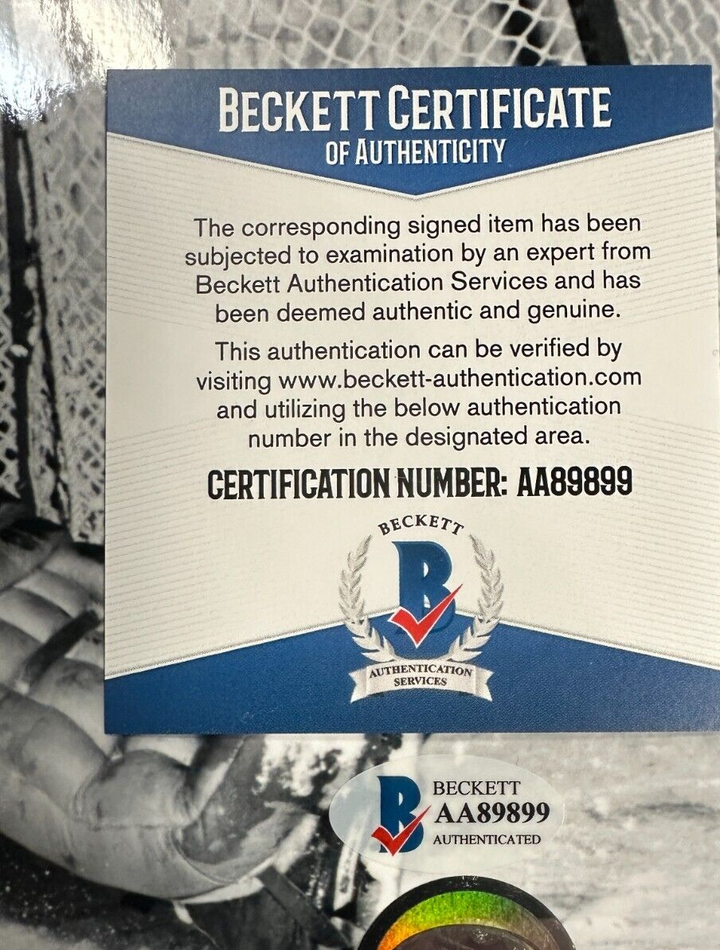 BECKETT CERTIFICATE
OF AUTHENTICITY
The corresponding signed item has been
subjected to examination by an expert from
Beckett Authentication Services and has
been deemed authentic and genuine.
This authentication can be verified by
visiting www.beckett-authentication.com
and utilizing the below authentication
number in the designated area.
CERTIFICATION NUMBER: AA89899
BECKETT
B
AUTHENTICATION
SERVICES
B
BECKETT
AA89899
AUTHENTICATED